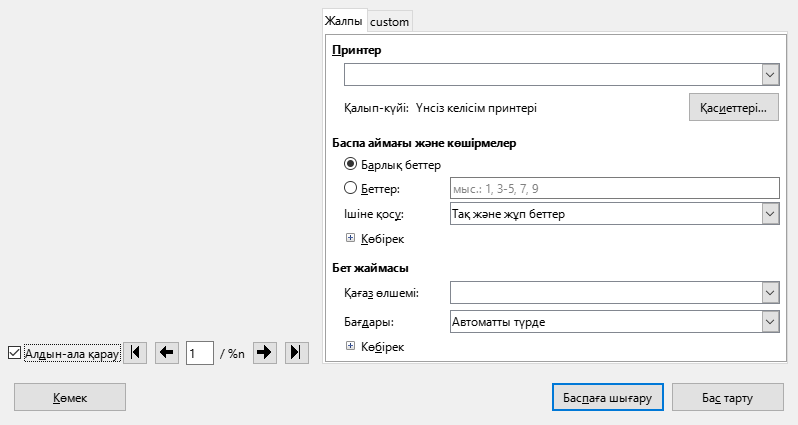 Жалпы custom
Принтер
Қалып-күйі: Үнсіз келісім принтері Қасиеттері...
Баспа аймағы және көшірмелер
Барлық беттер
Беттер: мыс.: 1, 3-5, 7, 9
Ішіне қосу: Тақ және жұп беттер
Көбірек
Бет жаймасы
Қағаз өлшемі:
Бағдары: Автоматты түрде
Көбірек
Алдын-ала қарау 1 / %n
Көмек Баспаға шығару Бас тарту